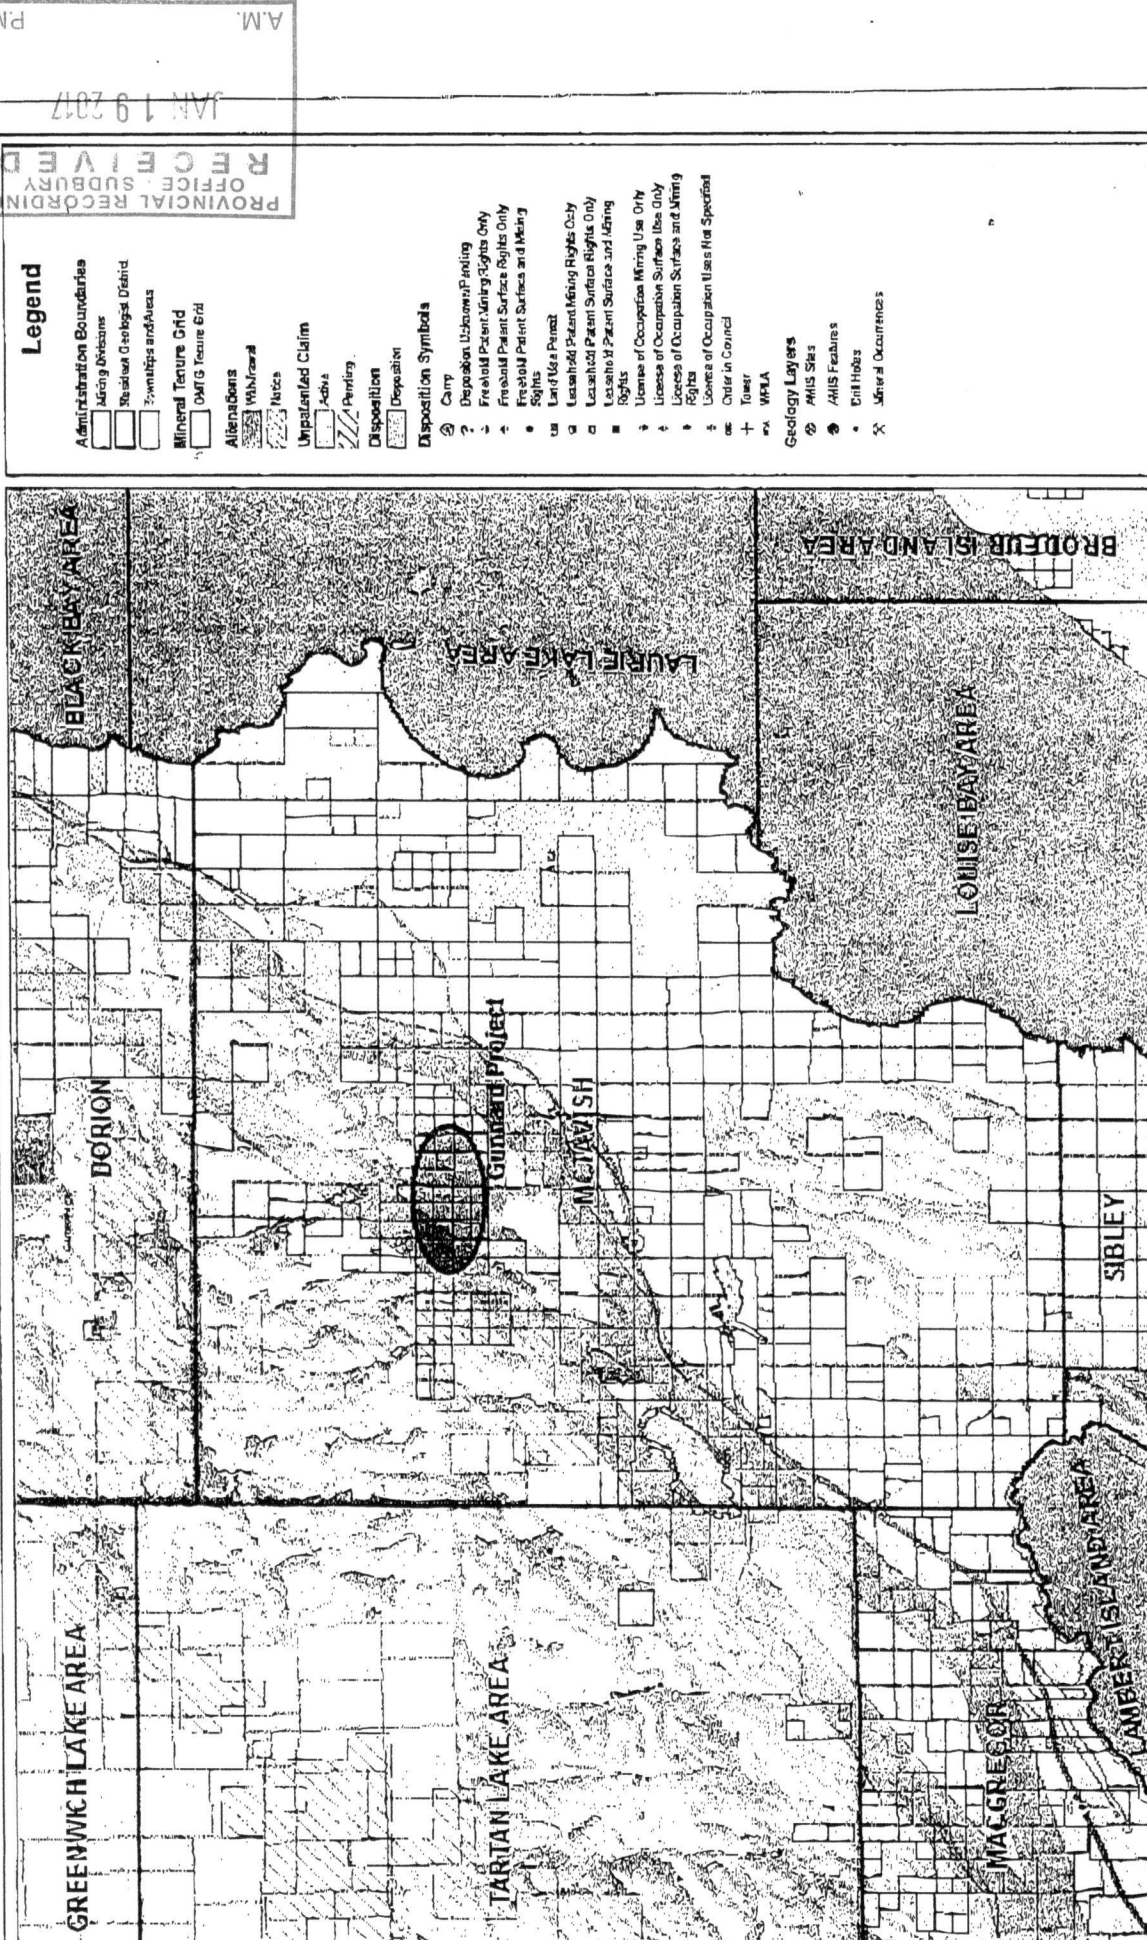 PROVINCIAL RECORDING
OFFICE - SUDBURY
RECEIVED
JAN 19 2017
A.M.
Legend
Administration Boundaries
Mining Divisions
Resident Geologist District
Townships and Areas
Mineral Tenure Grid
OMTG Tenure Grid
Alienations
Withdrawal
Notice
Unpatented Claim
Active
Pending
Disposition
Disposition
Disposition Symbols
Camp
Disposition Unknown/Pending
Freehold Patent Mining Rights Only
Freehold Patent Surface Rights Only
Freehold Patent Surface and Mining
Rights
Land Use Permit
Leasehold Patent Mining Rights Only
Leasehold Patent Surface Rights Only
Leasehold Patent Surface and Mining
Rights
License of Occupation Mining Use Only
License of Occupation Surface Use Only
License of Occupation Surface and Mining
Rights
License of Occupation Uses Not Specified
Order in Council
Tower
WPLA
Geology Layers
AMIS Sites
AMIS Features
Drill Holes
Mineral Occurrences
GREENWICH LAKE AREA
DORION
BLACK BAY AREA
TARTAN LAKE AREA
Gunnard Project
MCTAVISH
LAURIE LAKE AREA
MACGREGOR
LAMBERT ISLAND AREA
SIBLEY
LOUISE BAY AREA
BRODEUR ISLAND AREA